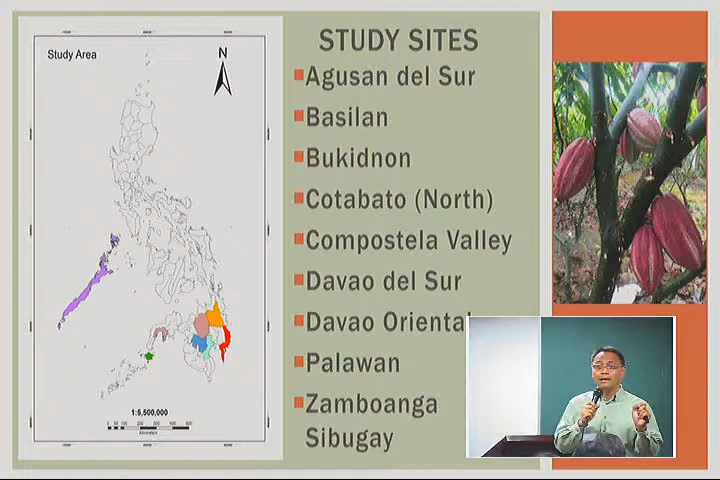 Study Area
N
1:5,500,000
Kilometers
STUDY SITES
Agusan del Sur
Basilan
Bukidnon
Cotabato (North)
Compostela Valley
Davao del Sur
Davao Oriental
Palawan
Zamboanga
Sibugay